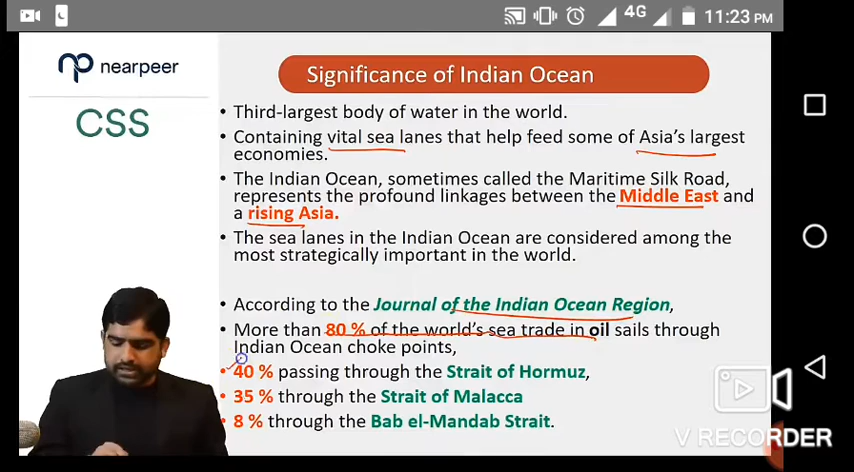 4G 11:23 PM
nearpeer
CSS
Significance of Indian Ocean
• Third-largest body of water in the world.
• Containing vital sea lanes that help feed some of Asia's largest
economies.
• The Indian Ocean, sometimes called the Maritime Silk Road,
represents the profound linkages between the Middle East and
a rising Asia.
• The sea lanes in the Indian Ocean are considered among the
most strategically important in the world.
• According to the Journal of the Indian Ocean Region,
• More than 80 % of the world's sea trade in oil sails through
Indian Ocean choke points,
• 40 % passing through the Strait of Hormuz,
• 35 % through the Strait of Malacca
• 8 % through the Bab el-Mandab Strait.
V RECORDER